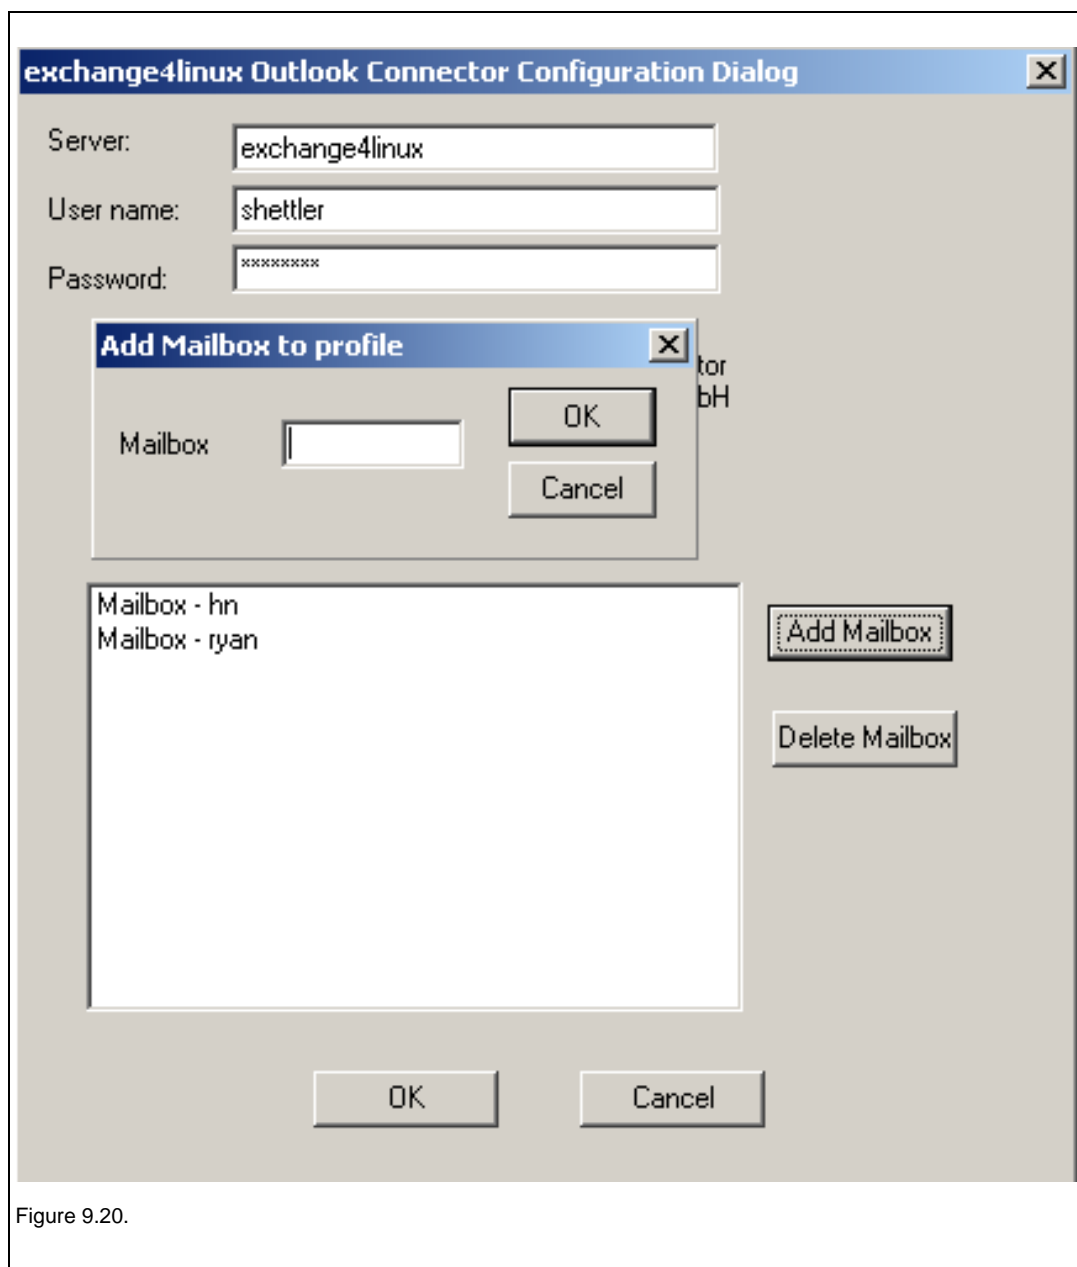 exchange4linux Outlook Connector Configuration Dialog
Server:
exchange4linux
User name:
shettler
Password:
********
Add Mailbox to profile
tor
bH
Mailbox
OK
Cancel
Mailbox - hn
Mailbox - ryan
Add Mailbox
Delete Mailbox
OK
Cancel
Figure 9.20.